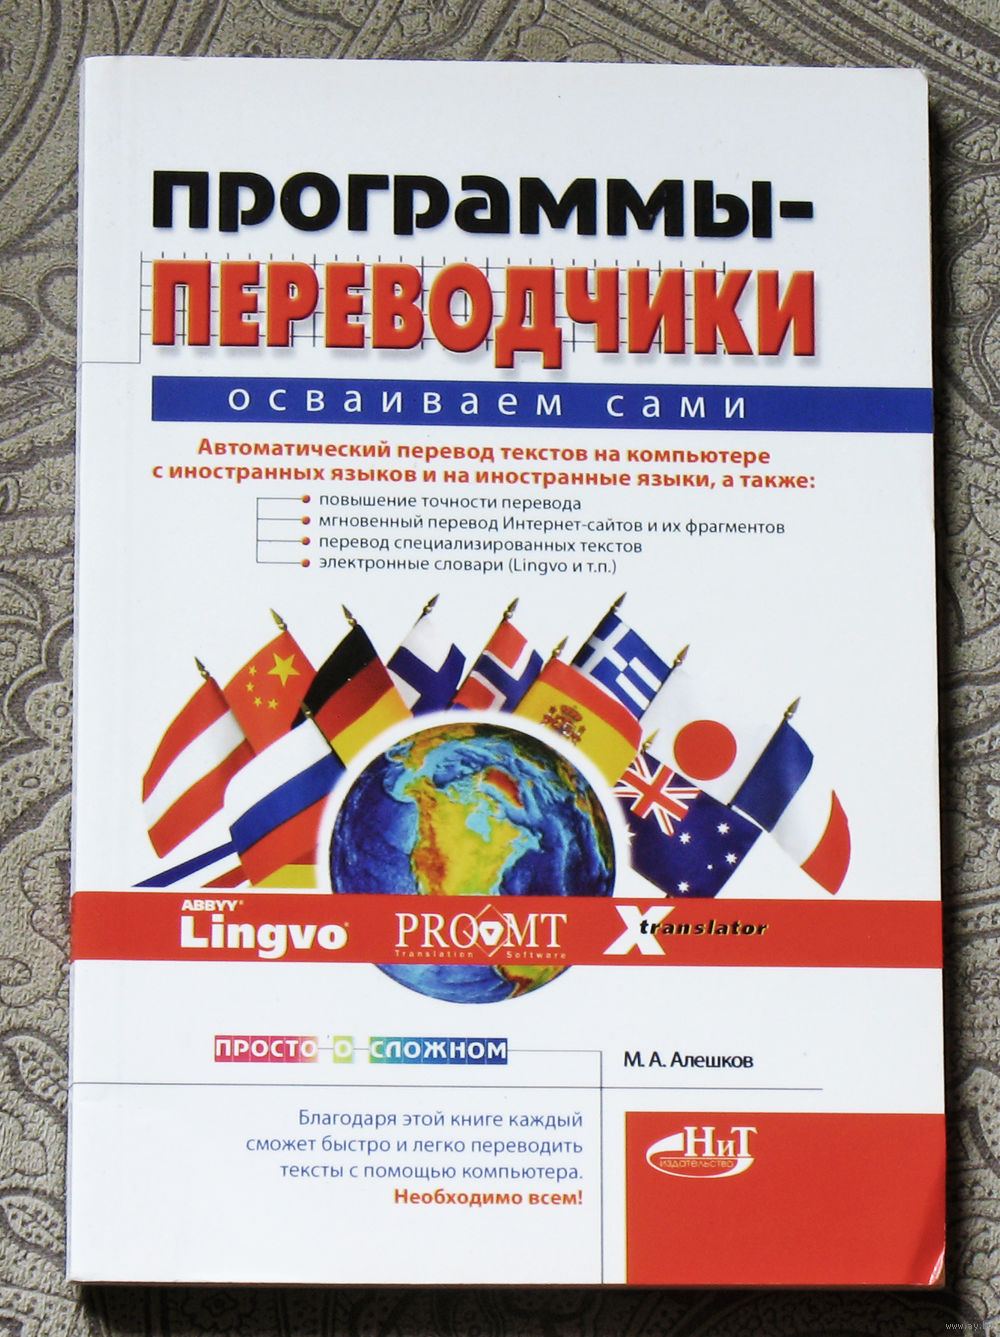 программы-
ПЕРЕВОДЧИКИ
осваиваем сами
Автоматический перевод текстов на компьютере
с иностранных языков и на иностранные языки, а также:
повышение точности перевода
мгновенный перевод Интернет-сайтов и их фрагментов
перевод специализированных текстов
электронные словари (Lingvo и т.п.)
ABBYY®
Lingvo®
PROMT
Translation Software
X translator
ПРОСТО О СЛОЖНОМ
М. А. Алешков
Благодаря этой книге каждый
сможет быстро и легко переводить
тексты с помощью компьютера.
Необходимо всем!
НиТ
издательство